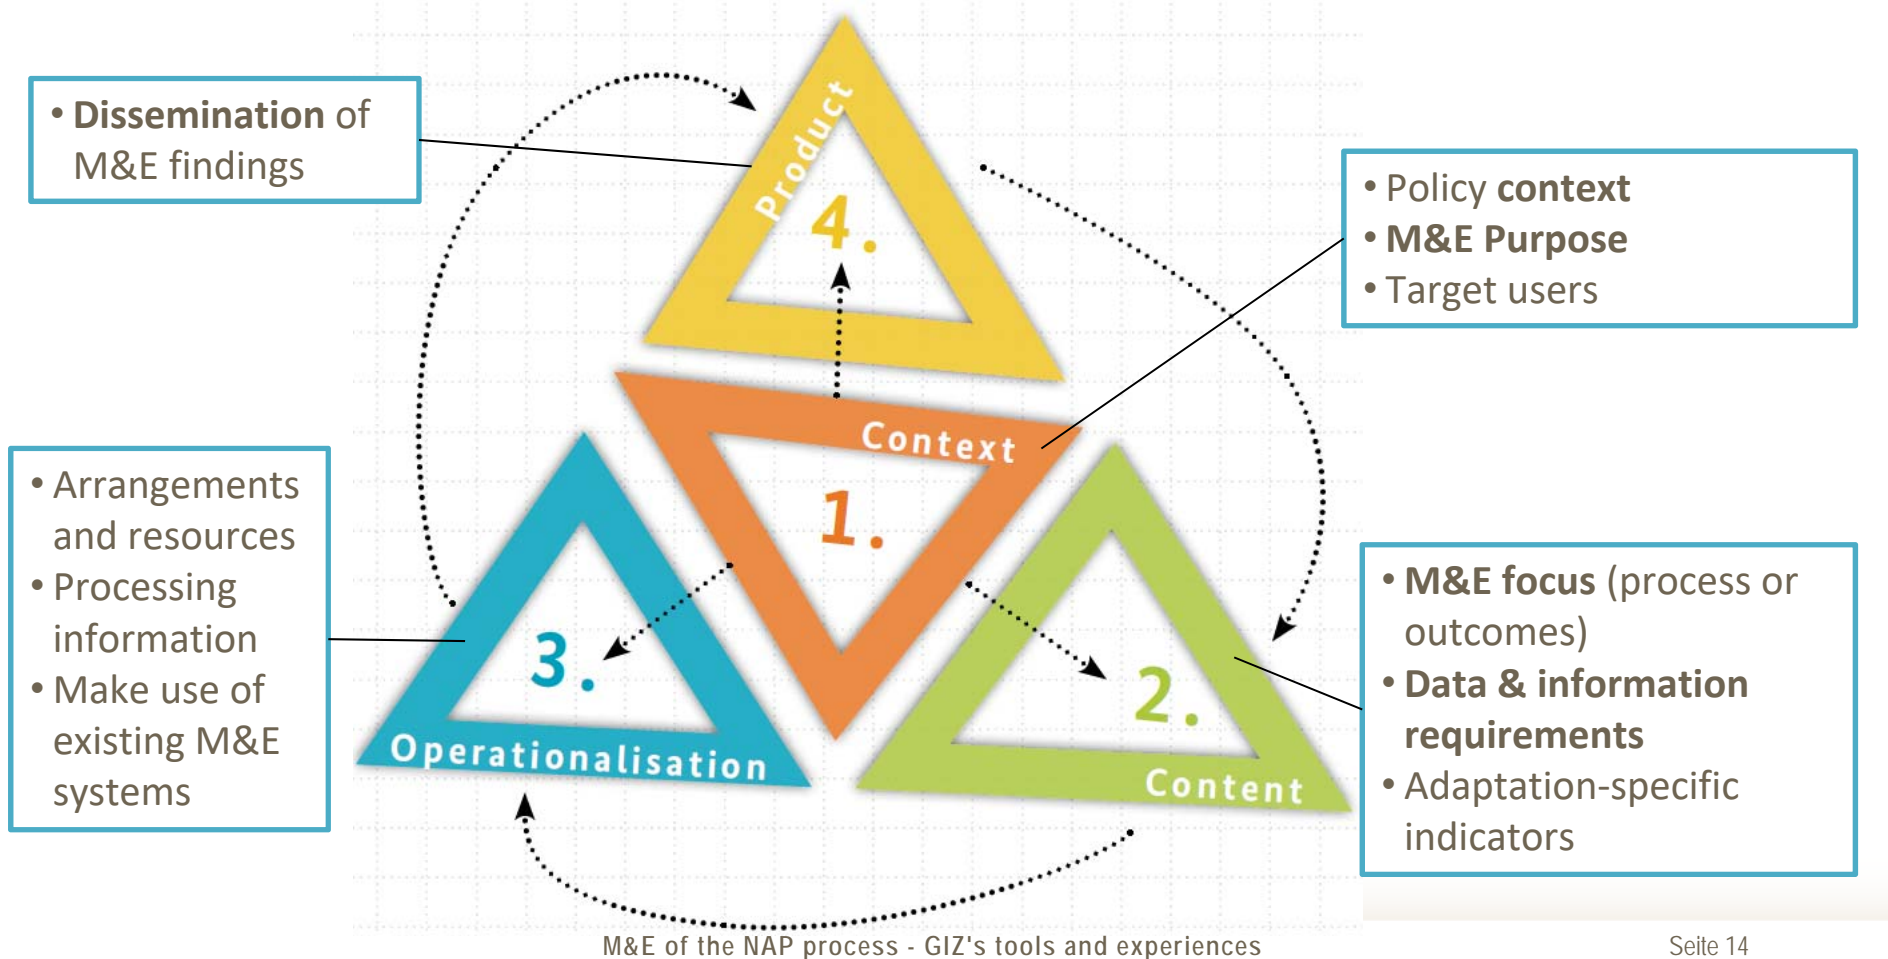 • Dissemination of
M&E findings
Product
4.
• Policy context
• M&E Purpose
• Target users
Context
1.
• Arrangements
and resources
• Processing
information
• Make use of
existing M&E
systems
3.
Operationalisation
2.
Content
• M&E focus (process or
outcomes)
• Data & information
requirements
• Adaptation-specific
indicators
M&E of the NAP process - GIZ's tools and experiences
Seite 14